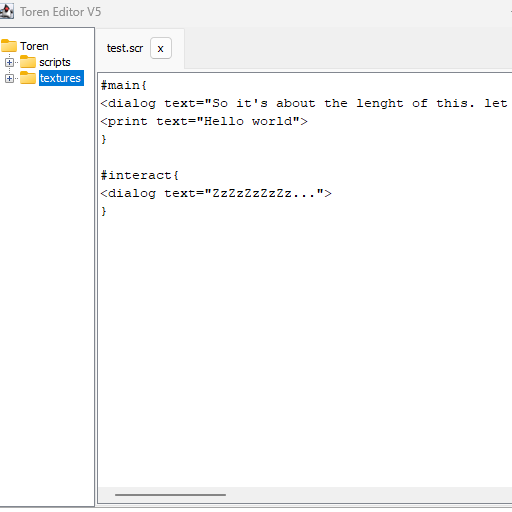 Toren Editor V5
Toren
scripts
textures
test.scr x
#main{
<dialog text="So it's about the lenght of this. let
<print text="Hello world">
}
#interact{
<dialog text="ZzZzZzZzZz...">
}